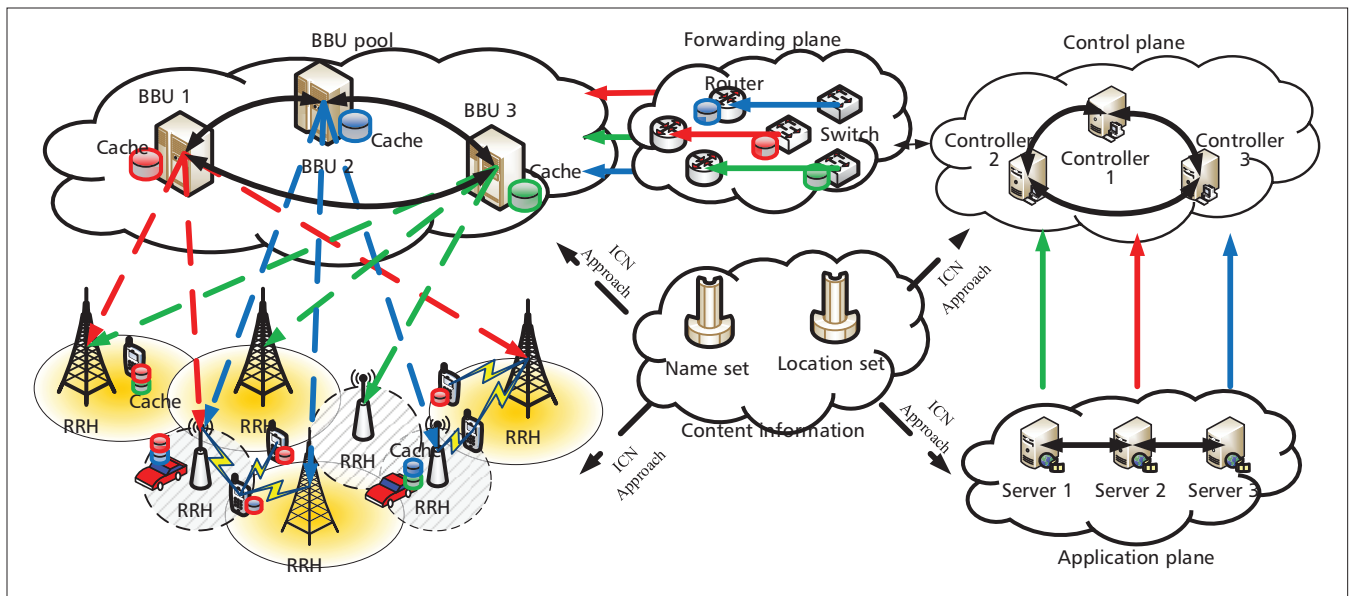 BBU pool
Forwarding plane
Control plane
BBU 1
Router
BBU 3
Cache
Cache
Switch
Controller
2
Controller
1
Controller
3
BBU 2
Cache
ICN
Approach
ICN
Approach
Name set
Location set
Cache
RRH
RRH
RRH
Content information
ICN
Approach
ICN
Approach
RRH
Cache
RRH
RRH
Server 1
Server 2
Server 3
RRH
Application plane